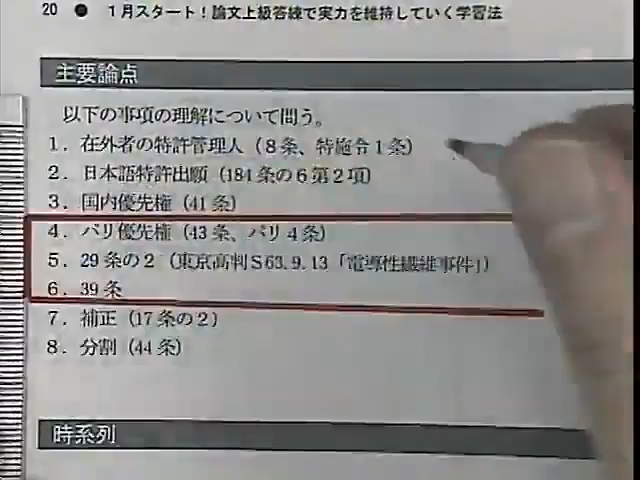 20 ● 1月スタート！論文上級答練で実力を維持していく学習法
主要論点
以下の事項の理解について問う。
1．在外者の特許管理人（8条、特施令1条）
2．日本語特許出願（184条の6第2項）
3．国内優先権（41条）
4．パリ優先権（43条、パリ4条）
5．29条の2（東京高判S63.9.13「電導性繊維事件」）
6．39条
7．補正（17条の2）
8．分割（44条）
時系列